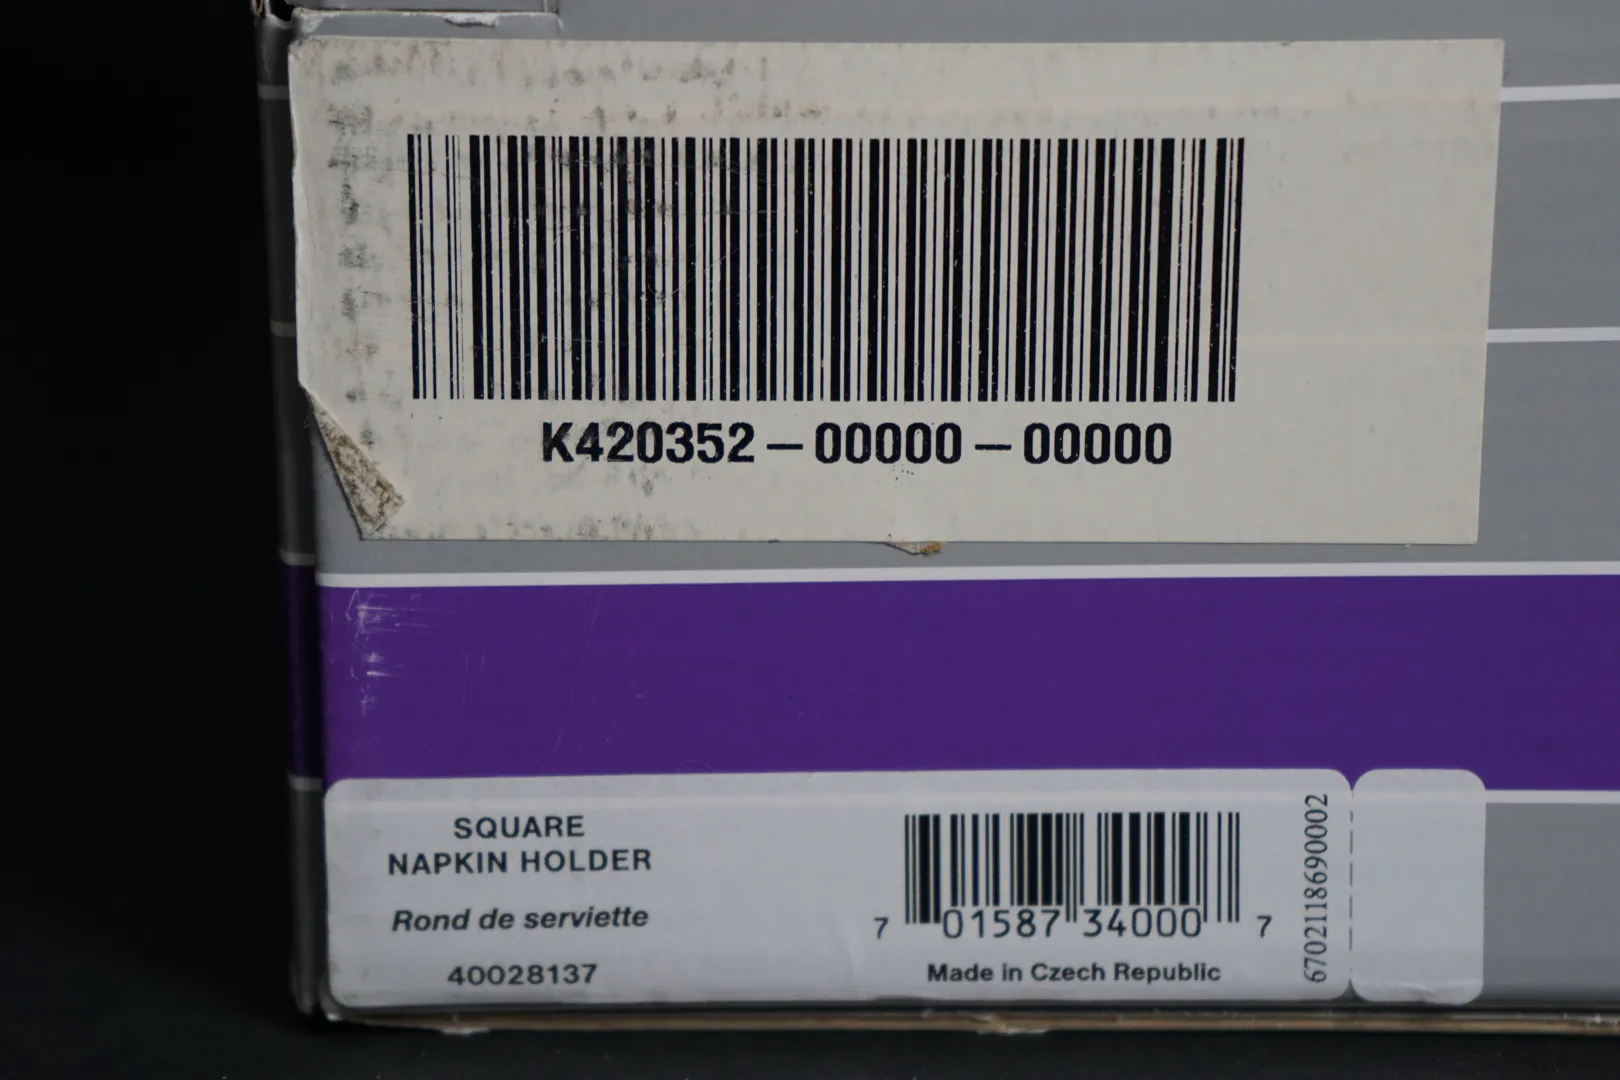 K420352-00000-00000
SQUARE
NAPKIN HOLDER
Rond de serviette
40028137
7 01587 34000 7
Made in Czech Republic
6702118690002